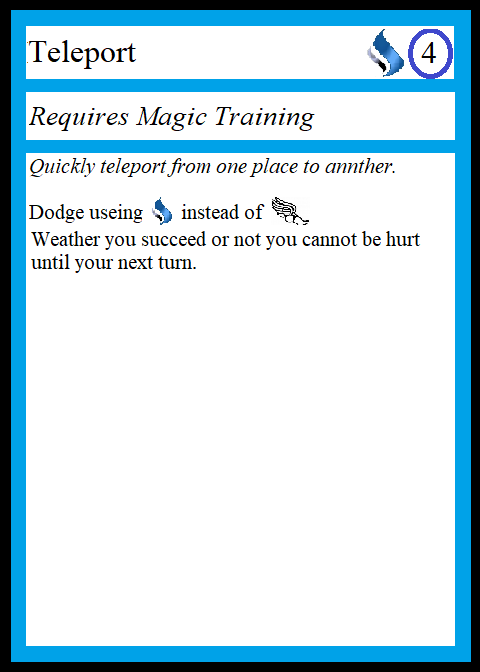 Teleport 4
Requires Magic Training
Quickly teleport from one place to annther.
Dodge useing instead of
Weather you succeed or not you cannot be hurt
until your next turn.